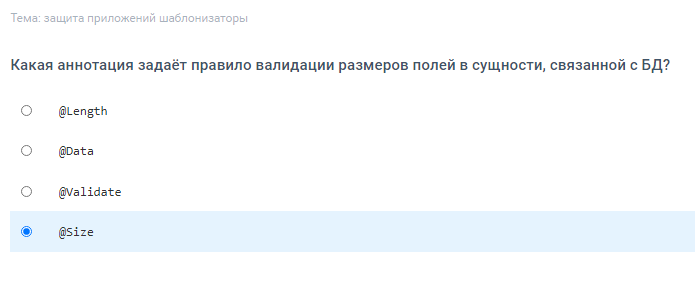 Тема: защита приложений шаблонизаторы
Какая аннотация задаёт правило валидации размеров полей в сущности, связанной с БД?
@Length
@Data
@Validate
@Size